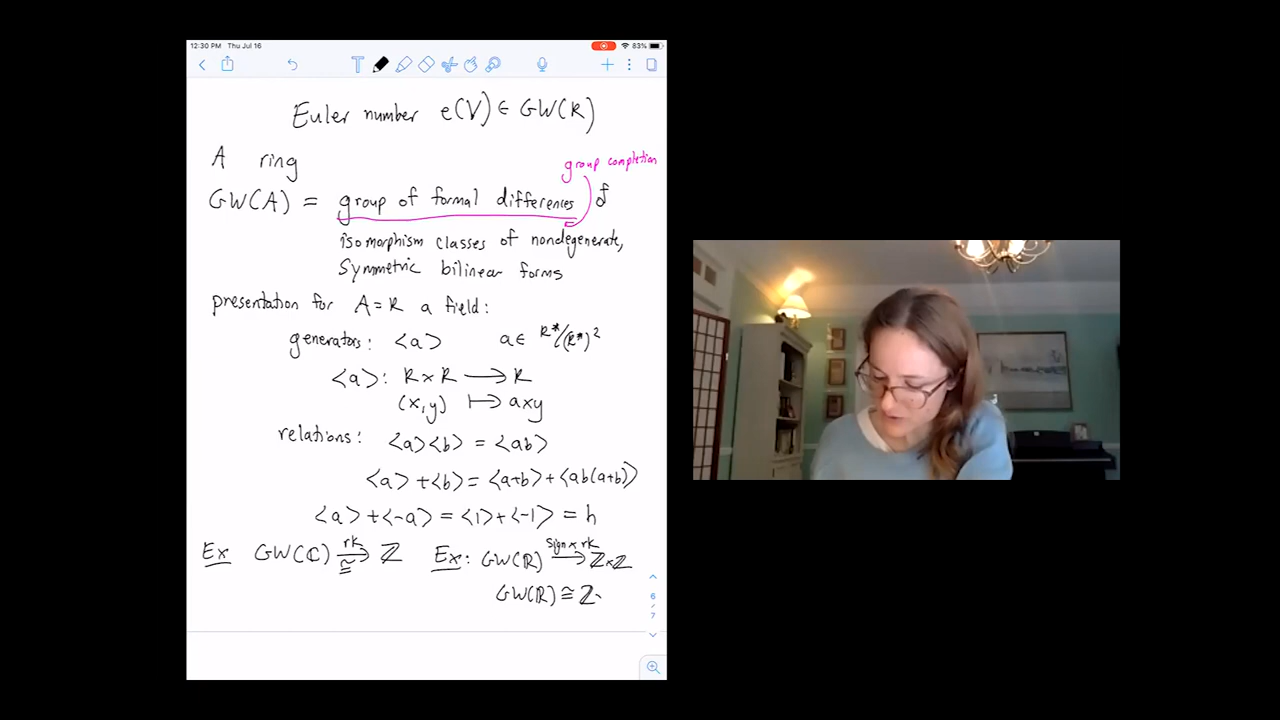 12:30 PM Thu Jul 16
83%
T
Euler number e(V) ∈ GW(k)
A ring
group completion
GW(A) = group of formal differences of
isomorphism classes of nondegenerate,
symmetric bilinear forms
presentation for A=k a field:
generators: <a> a ∈ k*/(k*)²
<a>: k×k → k
(x,y) ↦ axy
relations: <a><b> = <ab>
<a>+<b> = <a+b>+<ab(a+b)>
<a>+<-a> = <1>+<-1> = h
Ex GW(ℂ) rk ≅→ ℤ Ex: GW(ℝ) sign×rk → ℤ×ℤ
GW(ℝ) ≅ ℤ
6
/
7